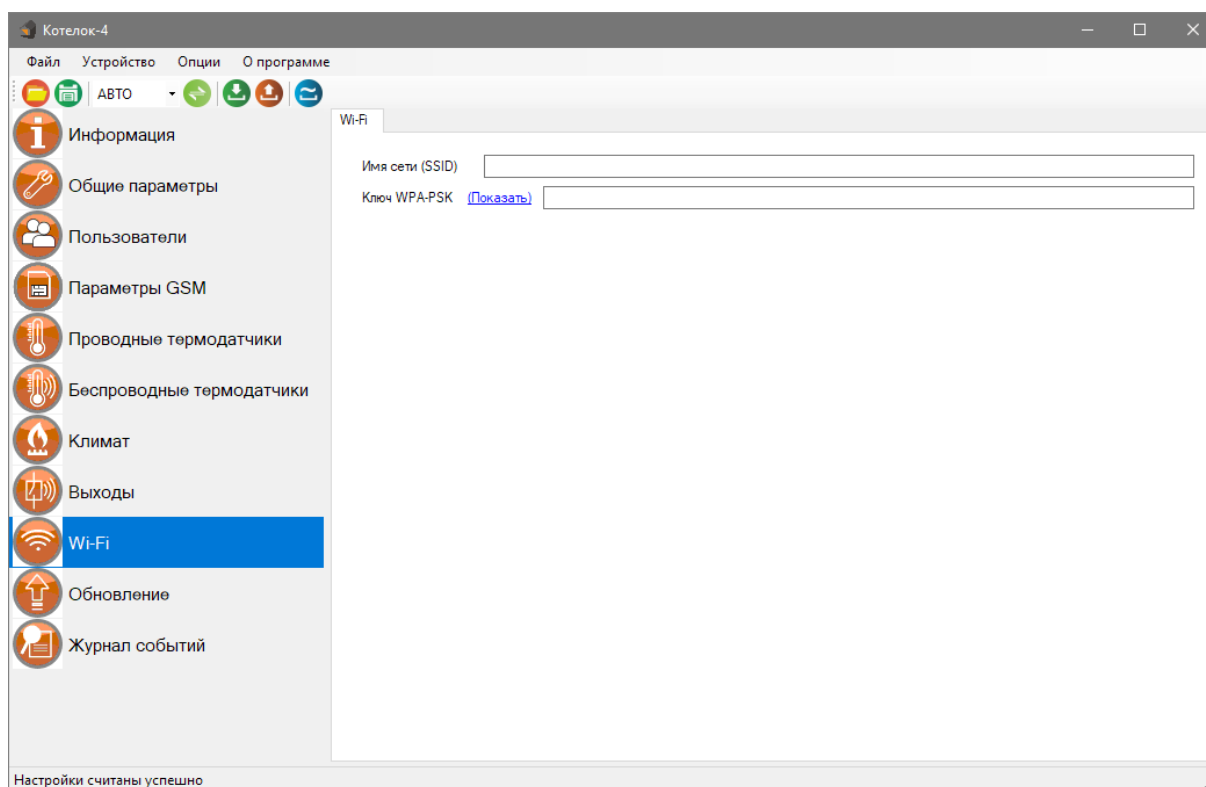 Котелок-4
Файл Устройство Опции О программе
АВТО
Информация
Общие параметры
Пользователи
Параметры GSM
Проводные термодатчики
Беспроводные термодатчики
Климат
Выходы
Wi-Fi
Обновление
Журнал событий
Wi-Fi
Имя сети (SSID)
Ключ WPA-PSK (Показать)
Настройки считаны успешно